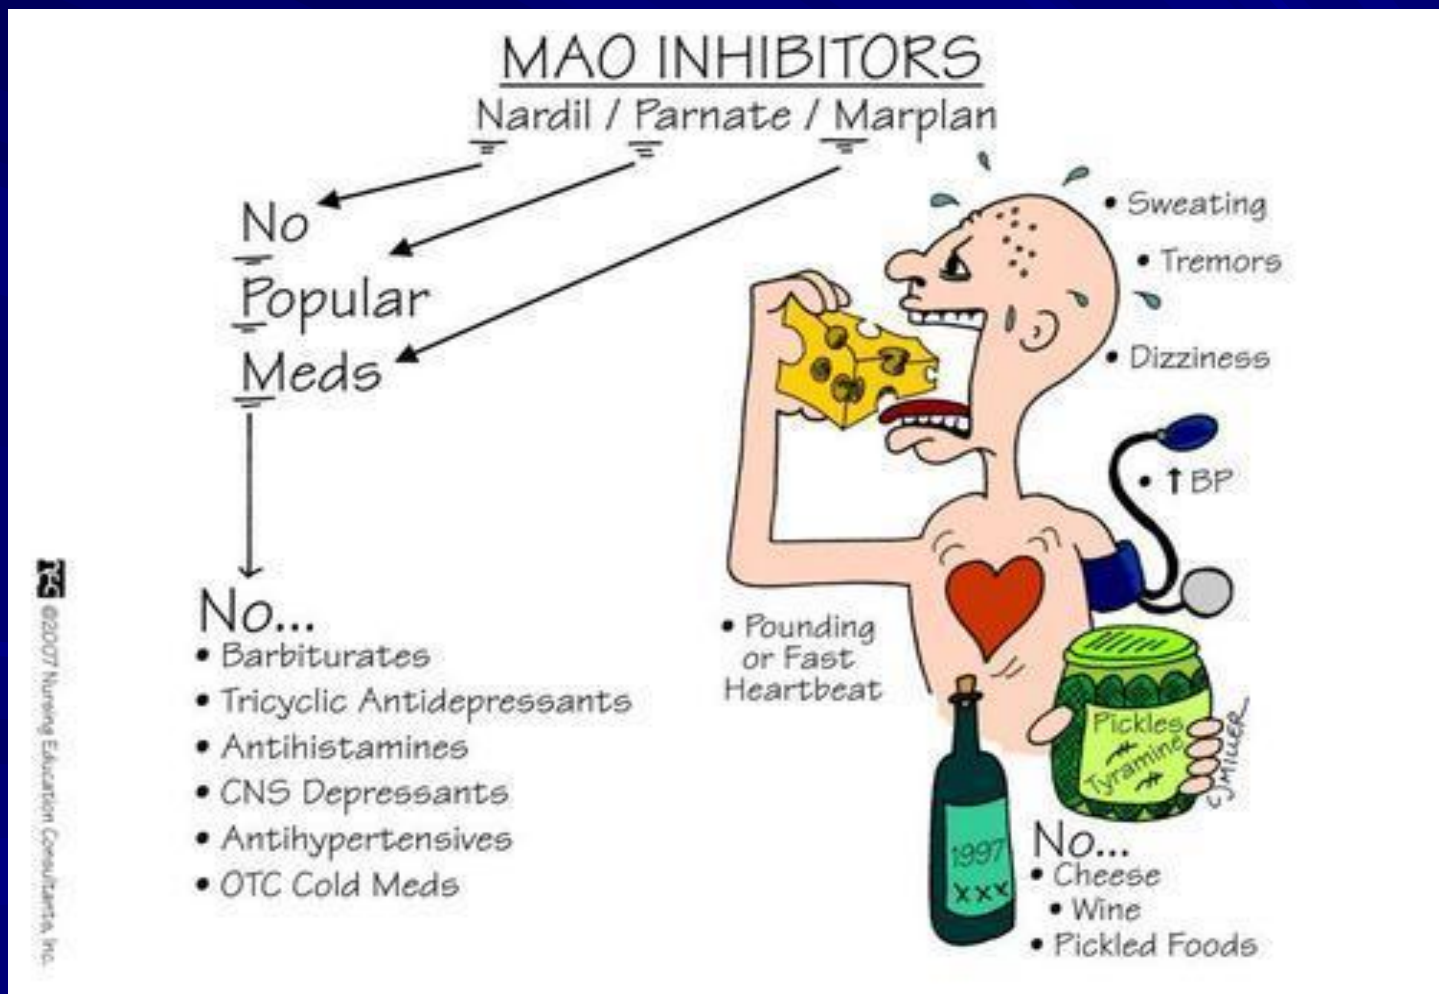 MAO INHIBITORS
Nardil / Parnate / Marplan
No
Popular
Meds
No...
• Barbiturates
• Tricyclic Antidepressants
• Antihistamines
• CNS Depressants
• Antihypertensives
• OTC Cold Meds
• Sweating
• Tremors
• Dizziness
• ↑ BP
• Pounding
or Fast
Heartbeat
Pickles
Tyramine
CJMILLER
1997
XXX
No...
• Cheese
• Wine
• Pickled Foods
©2007 Nursing Education Consultants, Inc.